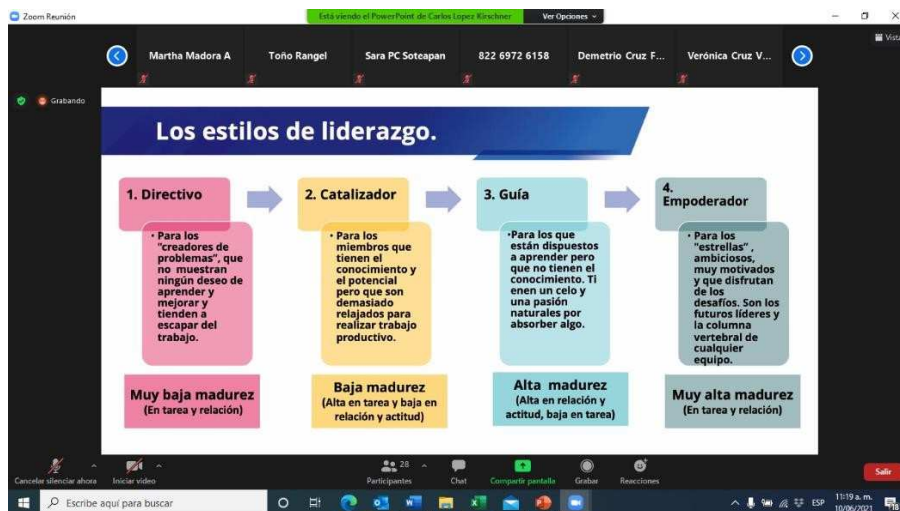 Zoom Reunión
Está viendo el PowerPoint de Carlos Lopez Kirschner
Ver Opciones
Vista
Martha Madora A
Toño Rangel
Sara PC Soteapan
822 6972 6158
Demetrio Cruz F...
Verónica Cruz V...
Grabando
Los estilos de liderazgo.
1. Directivo
• Para los
"creadores de
problemas", que
no muestran
ningún deseo de
aprender y
mejorar y
tienden a
escapar del
trabajo.
Muy baja madurez
(En tarea y relación)
2. Catalizador
• Para los
miembros que
tienen el
conocimiento y
el potencial
pero que son
demasiado
relajados para
realizar trabajo
productivo.
Baja madurez
(Alta en tarea y baja en
relación y actitud)
3. Guía
•Para los que
están dispuestos
a aprender pero
que no tienen el
conocimiento. Ti
enen un celo y
una pasión
naturales por
absorber algo.
Alta madurez
(Alta en relación y
actitud, baja en tarea)
4.
Empoderador
• Para los
"estrellas" ,
ambiciosos,
muy motivados
y que disfrutan
de los
desafíos. Son los
futuros líderes y
la columna
vertebral de
cualquier
equipo.
Muy alta madurez
(En tarea y relación)
Cancelar silenciar ahora
Iniciar video
28
Participantes
Chat
Compartir pantalla
Grabar
Reacciones
Salir
Escribe aquí para buscar
ESP
11:19 a. m.
10/06/2021